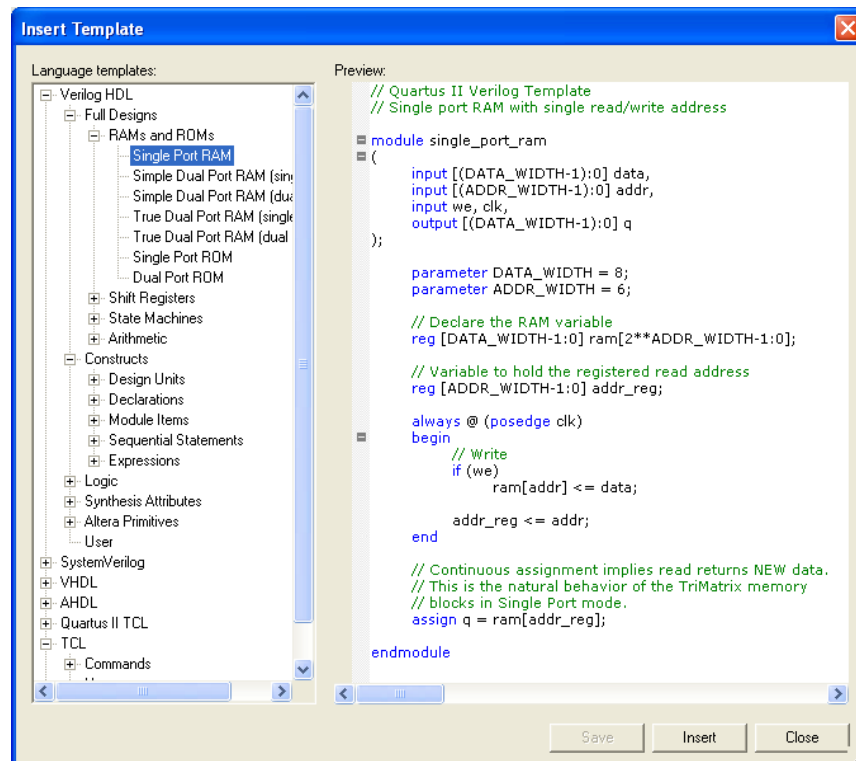 Insert Template
Language templates:
Verilog HDL
Full Designs
RAMs and ROMs
Single Port RAM
Simple Dual Port RAM (sing
Simple Dual Port RAM (dua
True Dual Port RAM (single
True Dual Port RAM (dual
Single Port ROM
Dual Port ROM
Shift Registers
State Machines
Arithmetic
Constructs
Design Units
Declarations
Module Items
Sequential Statements
Expressions
Logic
Synthesis Attributes
Altera Primitives
User
SystemVerilog
VHDL
AHDL
Quartus II TCL
TCL
Commands
Preview:
// Quartus II Verilog Template
// Single port RAM with single read/write address
module single_port_ram
(
input [(DATA_WIDTH-1):0] data,
input [(ADDR_WIDTH-1):0] addr,
input we, clk,
output [(DATA_WIDTH-1):0] q
);
parameter DATA_WIDTH = 8;
parameter ADDR_WIDTH = 6;
// Declare the RAM variable
reg [DATA_WIDTH-1:0] ram[2**ADDR_WIDTH-1:0];
// Variable to hold the registered read address
reg [ADDR_WIDTH-1:0] addr_reg;
always @ (posedge clk)
begin
// Write
if (we)
ram[addr] <= data;
addr_reg <= addr;
end
// Continuous assignment implies read returns NEW data.
// This is the natural behavior of the TriMatrix memory
// blocks in Single Port mode.
assign q = ram[addr_reg];
endmodule
Save
Insert
Close